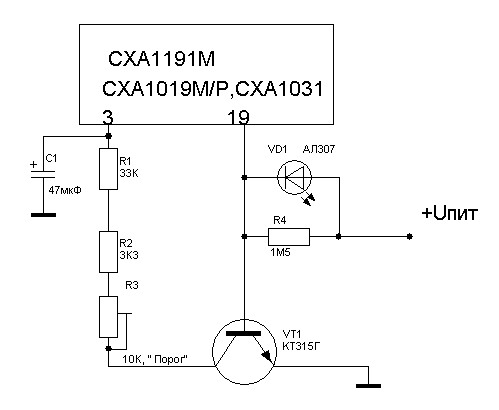 CXA1191M
CXA1019M/P,CXA1031
3
19
C1
+
47мкФ
R1
33K
VD1 АЛ307
R4
1M5
+Uпит
R2
3K3
R3
10K, "Порог"
VT1
КТ315Г